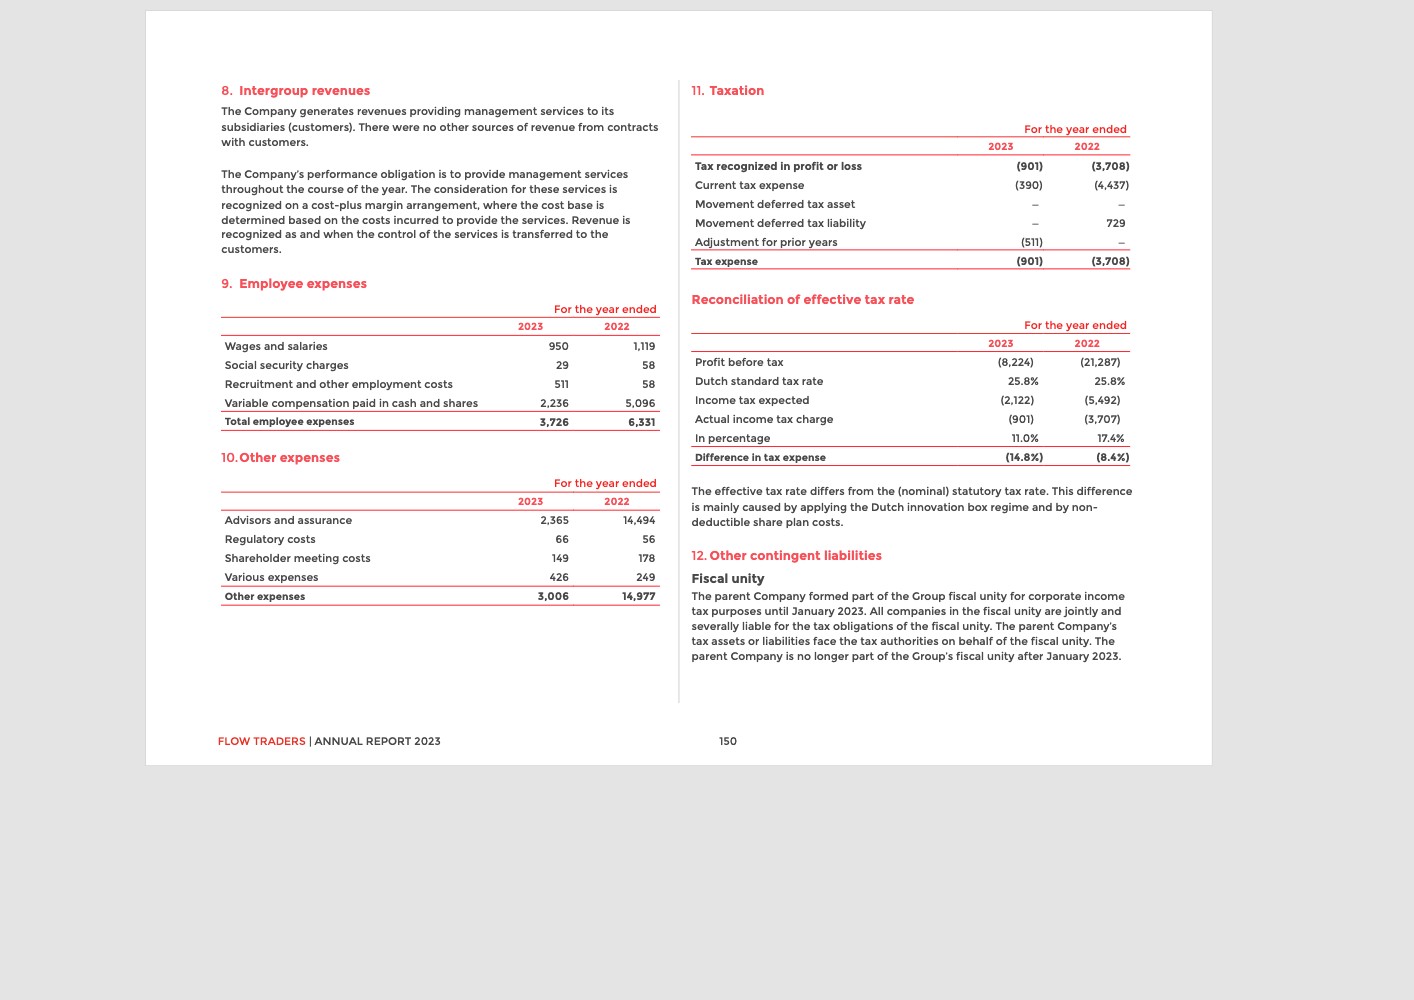 8. Intergroup revenues
The Company generates revenues providing management services to its
subsidiaries (customers). There were no other sources of revenue from contracts
with customers.
The Company's performance obligation is to provide management services
throughout the course of the year. The consideration for these services is
recognized on a cost-plus margin arrangement, where the cost base is
determined based on the costs incurred to provide the services. Revenue is
recognized as and when the control of the services is transferred to the
customers.
9. Employee expenses
For the year ended
2023 2022
Wages and salaries 950 1,119
Social security charges 29 58
Recruitment and other employment costs 511 58
Variable compensation paid in cash and shares 2,236 5,096
Total employee expenses 3,726 6,331
10. Other expenses
For the year ended
2023 2022
Advisors and assurance 2,365 14,494
Regulatory costs 66 56
Shareholder meeting costs 149 178
Various expenses 426 249
Other expenses 3,006 14,977
11. Taxation
For the year ended
2023 2022
Tax recognized in profit or loss (901) (3,708)
Current tax expense (390) (4,437)
Movement deferred tax asset – –
Movement deferred tax liability – 729
Adjustment for prior years (511) –
Tax expense (901) (3,708)
Reconciliation of effective tax rate
For the year ended
2023 2022
Profit before tax (8,224) (21,287)
Dutch standard tax rate 25.8% 25.8%
Income tax expected (2,122) (5,492)
Actual income tax charge (901) (3,707)
In percentage 11.0% 17.4%
Difference in tax expense (14.8%) (8.4%)
The effective tax rate differs from the (nominal) statutory tax rate. This difference
is mainly caused by applying the Dutch innovation box regime and by non-
deductible share plan costs.
12. Other contingent liabilities
Fiscal unity
The parent Company formed part of the Group fiscal unity for corporate income
tax purposes until January 2023. All companies in the fiscal unity are jointly and
severally liable for the tax obligations of the fiscal unity. The parent Company's
tax assets or liabilities face the tax authorities on behalf of the fiscal unity. The
parent Company is no longer part of the Group's fiscal unity after January 2023.
FLOW TRADERS | ANNUAL REPORT 2023 150